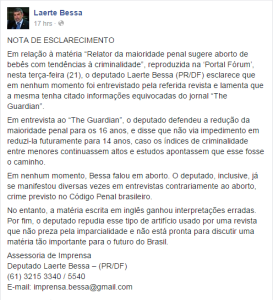 Laerte Bessa
17 hrs ·
NOTA DE ESCLARECIMENTO
Em relação à matéria "Relator da maioridade penal sugere aborto de
bebês com tendências à criminalidade", reproduzida na 'Portal Fórum',
nesta terça-feira (21), o deputado Laerte Bessa (PR/DF) esclarece que
em nenhum momento foi entrevistado pela referida revista e lamenta que
a mesma tenha citado informações equivocadas do jornal "The
Guardian".
Em entrevista ao "The Guardian", o deputado defendeu a redução da
maioridade penal para os 16 anos, e disse que não via impedimento em
reduzi-la futuramente para 14 anos, caso os índices de criminalidade
entre menores continuassem altos e estudos apontassem que esse fosse
o caminho.
Em nenhum momento, Bessa falou em aborto. O deputado, inclusive, já
se manifestou diversas vezes em entrevistas contrariamente ao aborto,
crime previsto no Código Penal brasileiro.
No entanto, a matéria escrita em inglês ganhou interpretações erradas.
Por fim, o deputado repudia esse tipo de artifício usado por uma revista
que não preza pela imparcialidade e não está pronta para discutir uma
matéria tão importante para o futuro do Brasil.
Assessoria de Imprensa
Deputado Laerte Bessa – (PR/DF)
(61) 3215 3340 / 5540
E-mail: imprensa.bessa@gmail.com